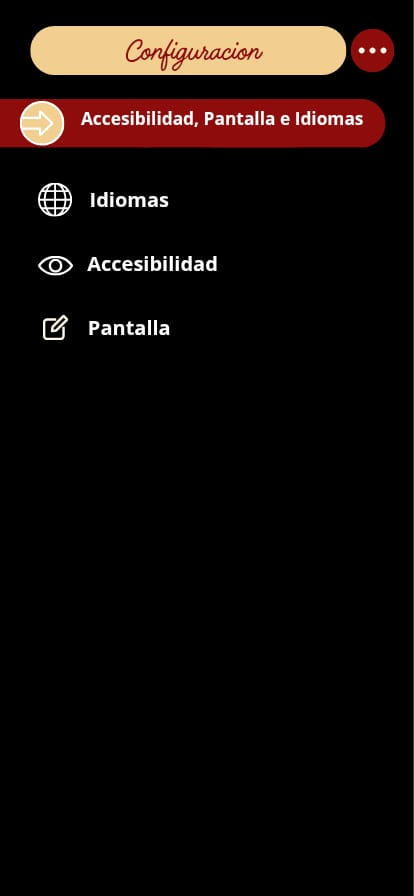 Configuracion
Accesibilidad, Pantalla e Idiomas
Idiomas
Accesibilidad
Pantalla